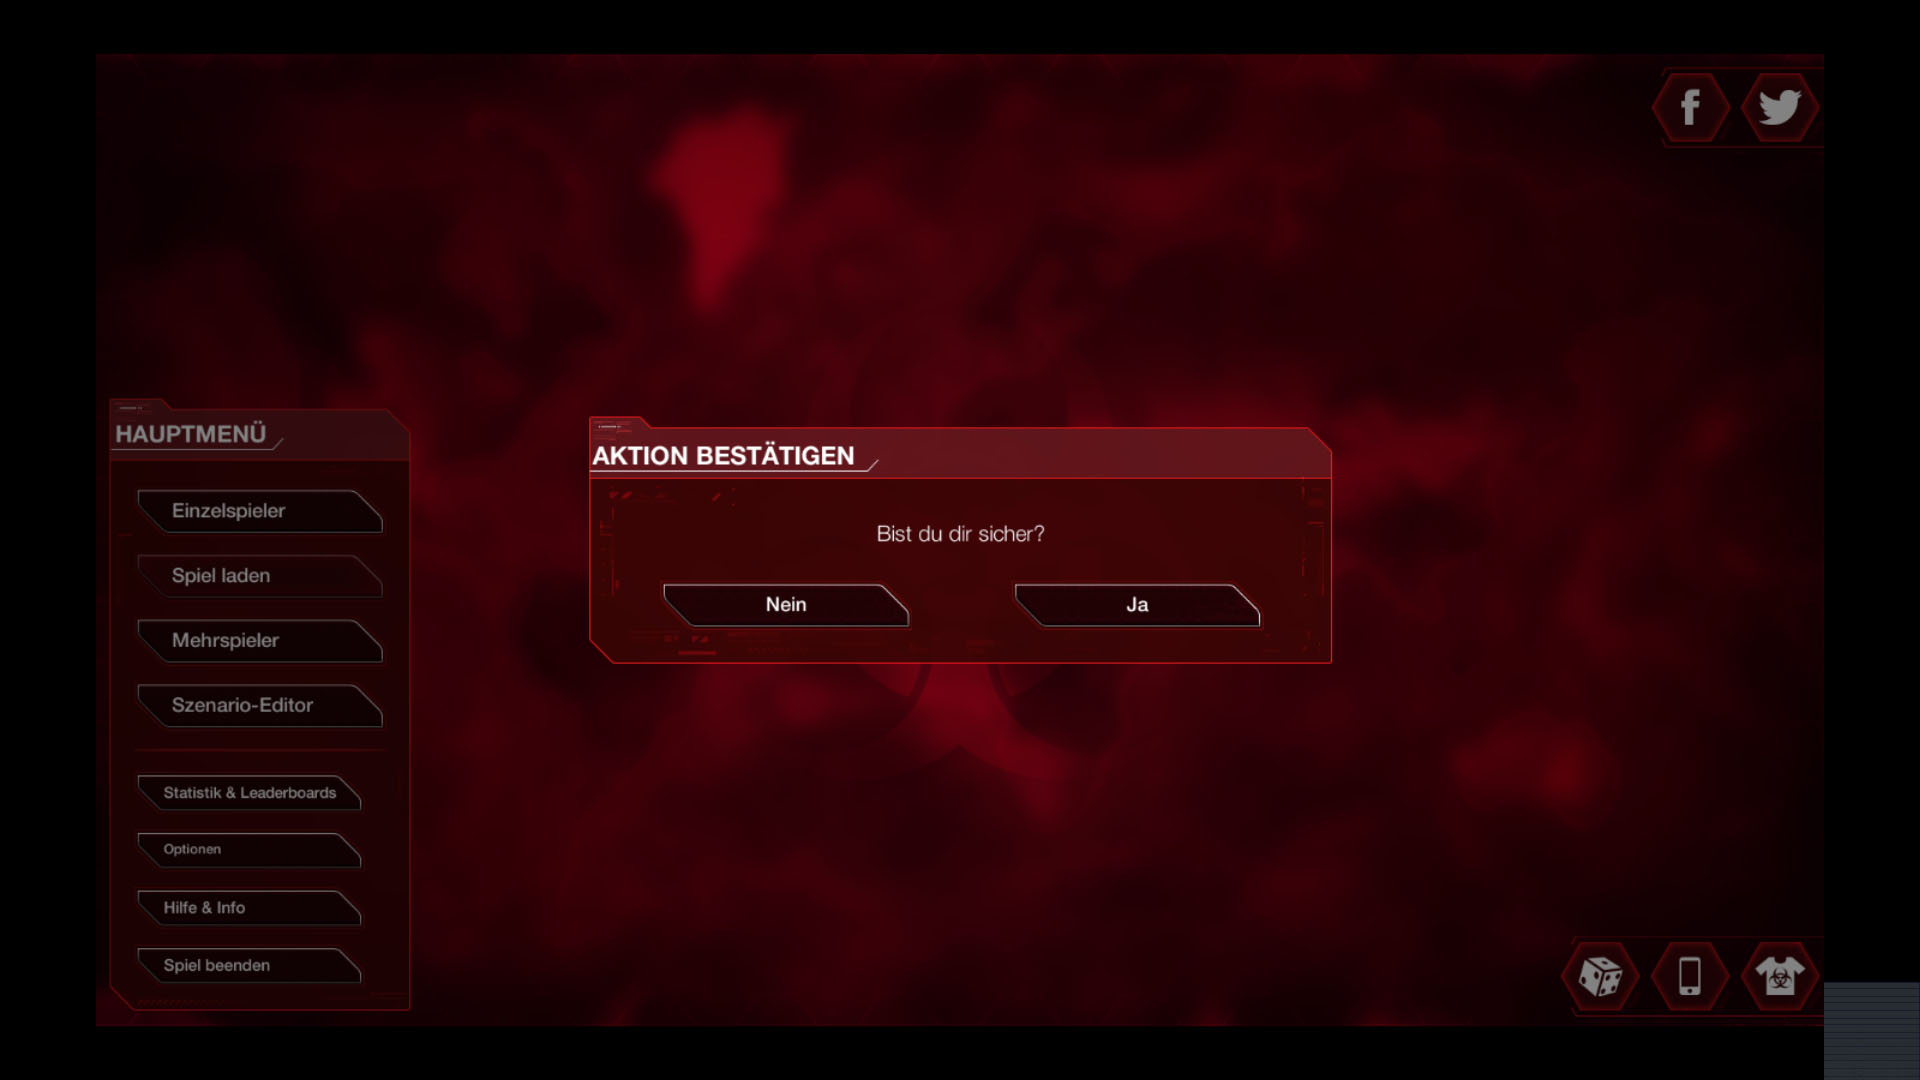 HAUPTMENÜ
Einzelspieler
Spiel laden
Mehrspieler
Szenario-Editor
Statistik & Leaderboards
Optionen
Hilfe & Info
Spiel beenden
AKTION BESTÄTIGEN
Bist du dir sicher?
Nein
Ja